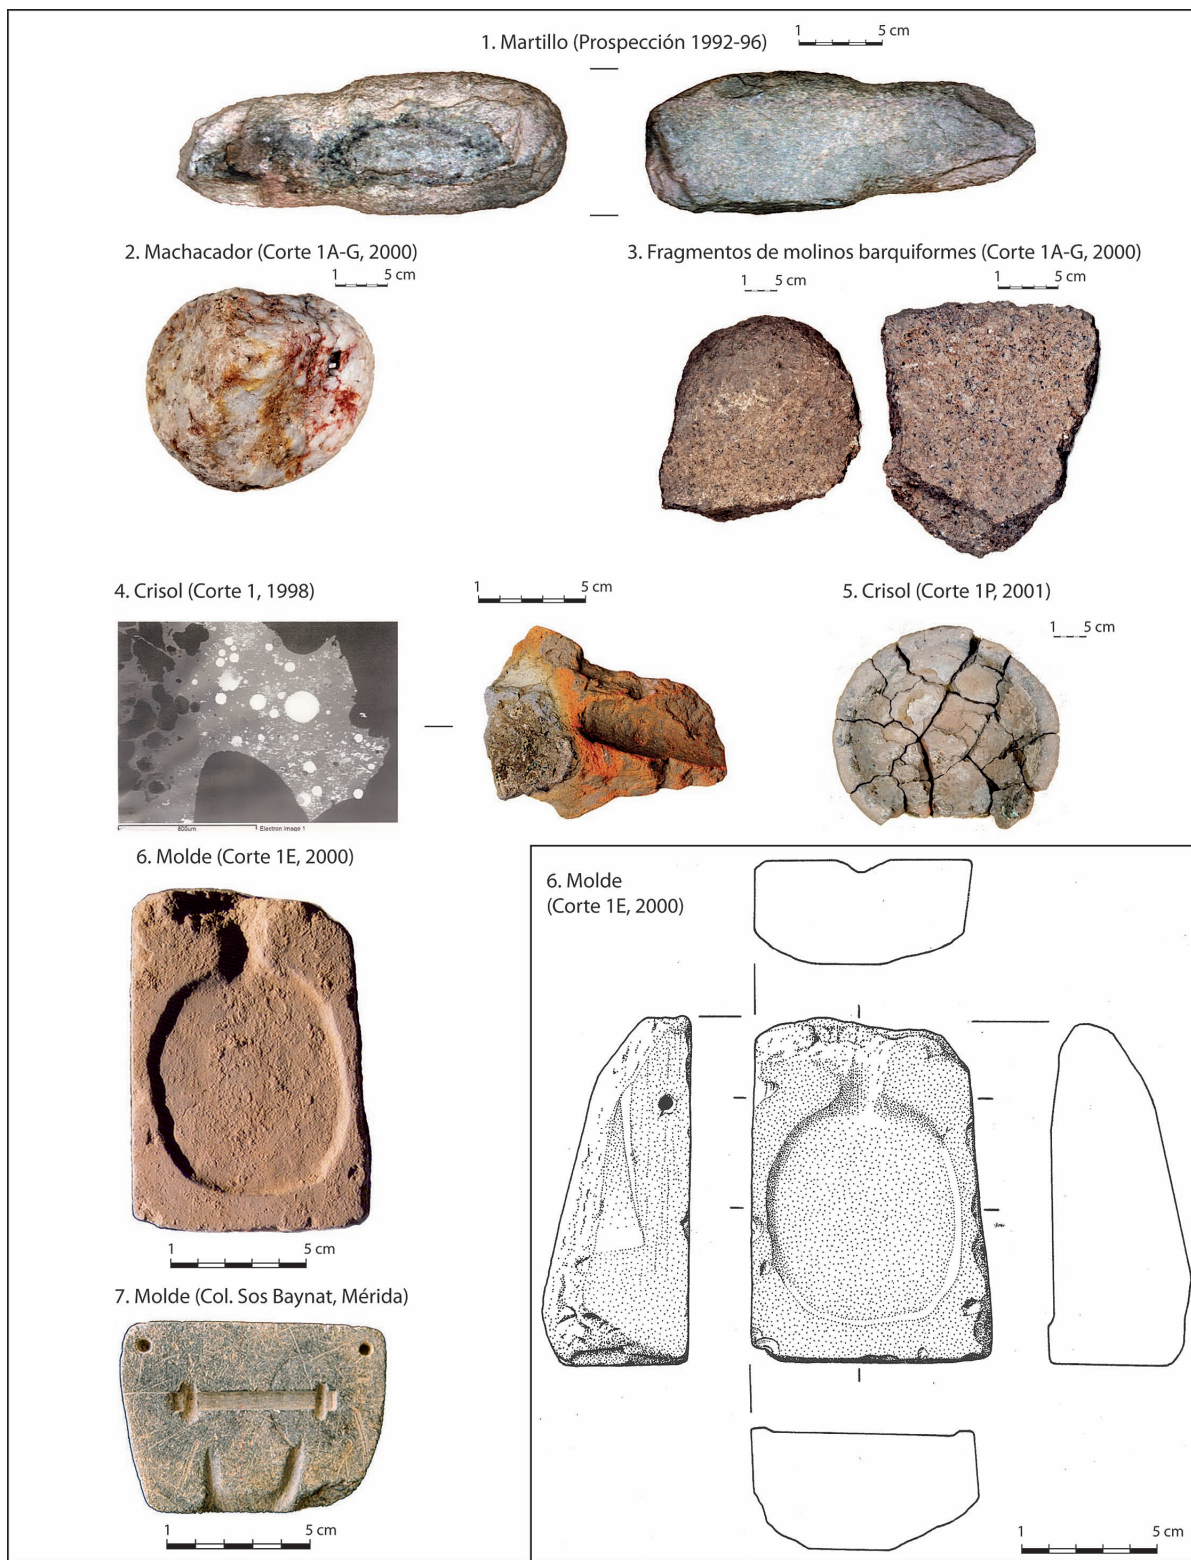 1. Martillo (Prospección 1992-96)
1 5 cm
2. Machacador (Corte 1A-G, 2000)
1 5 cm
3. Fragmentos de molinos barquiformes (Corte 1A-G, 2000)
1 5 cm
1 5 cm
4. Crisol (Corte 1, 1998)
1 5 cm
5. Crisol (Corte 1P, 2001)
1 5 cm
800um Electron Image 1
6. Molde (Corte 1E, 2000)
1 5 cm
6. Molde
(Corte 1E, 2000)
7. Molde (Col. Sos Baynat, Mérida)
1 5 cm
1 5 cm